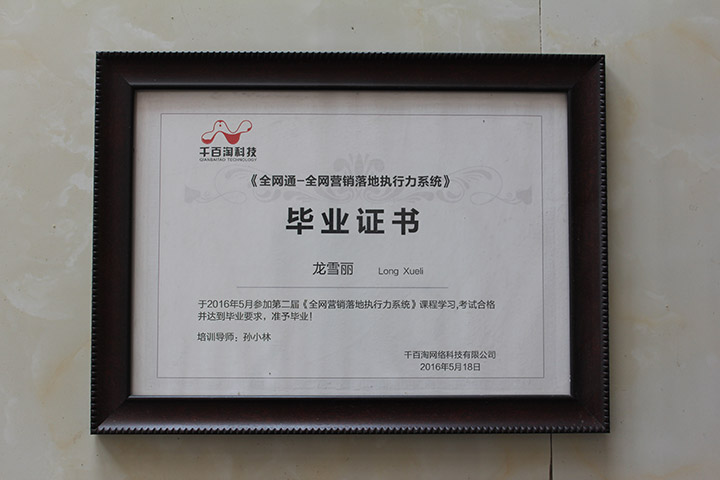 千百淘科技
QIANBAITAO TECHNOLOGY
《全网通-全网营销落地执行力系统》
毕业证书
龙雪丽 Long Xueli
于2016年5月参加第二届《全网营销落地执行力系统》课程学习,考试合格
并达到毕业要求，准予毕业！
培训导师：孙小林
千百淘网络科技有限公司
2016年5月18日